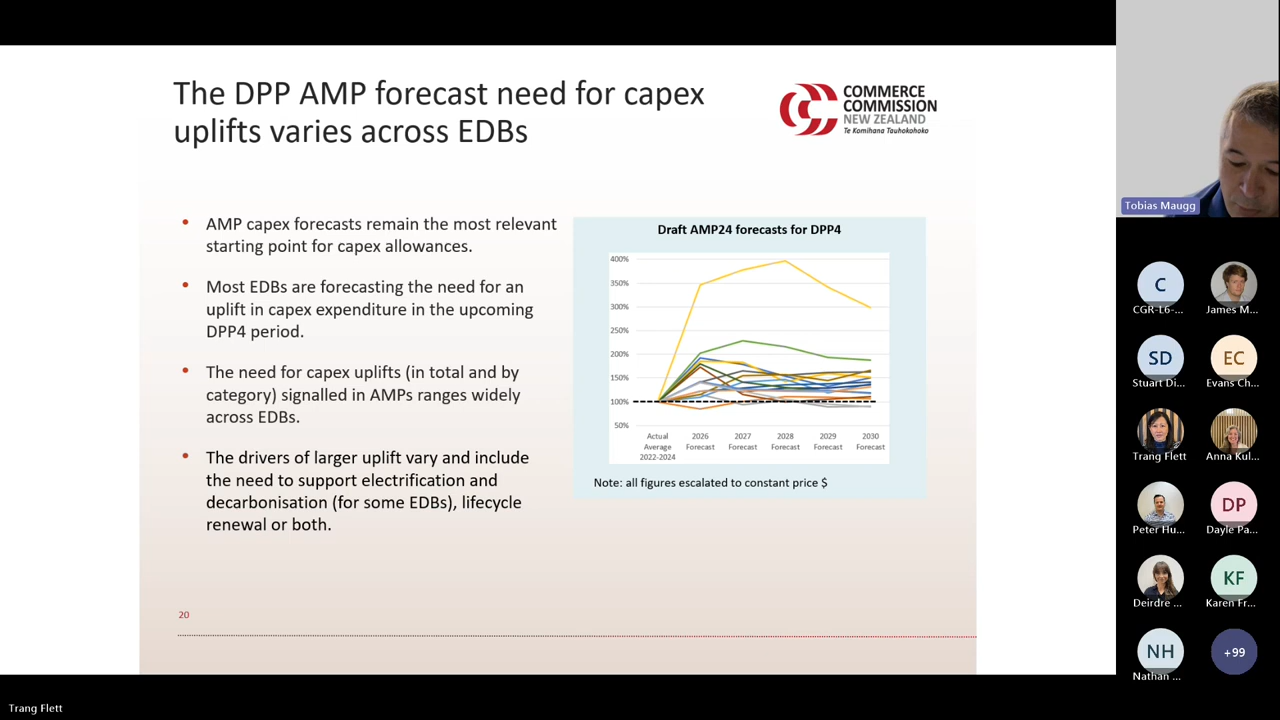 The DPP AMP forecast need for capex
uplifts varies across EDBs
COMMERCE
COMMISSION
NEW ZEALAND
Te Komihana Tauhokohoko
• AMP capex forecasts remain the most relevant
starting point for capex allowances.
• Most EDBs are forecasting the need for an
uplift in capex expenditure in the upcoming
DPP4 period.
• The need for capex uplifts (in total and by
category) signalled in AMPs ranges widely
across EDBs.
• The drivers of larger uplift vary and include
the need to support electrification and
decarbonisation (for some EDBs), lifecycle
renewal or both.
Draft AMP24 forecasts for DPP4
400%
350%
300%
250%
200%
150%
100%
50%
Actual Average 2022-2024
2026 Forecast
2027 Forecast
2028 Forecast
2029 Forecast
2030 Forecast
Note: all figures escalated to constant price $
20
Tobias Maugg
C
CGR-L6-...
James M...
SD
Stuart Di...
EC
Evans Ch...
Trang Flett
Anna Kul...
Peter Hu...
DP
Dayle Pa...
Deirdre ...
KF
Karen Fr...
NH
Nathan ...
+99
Trang Flett